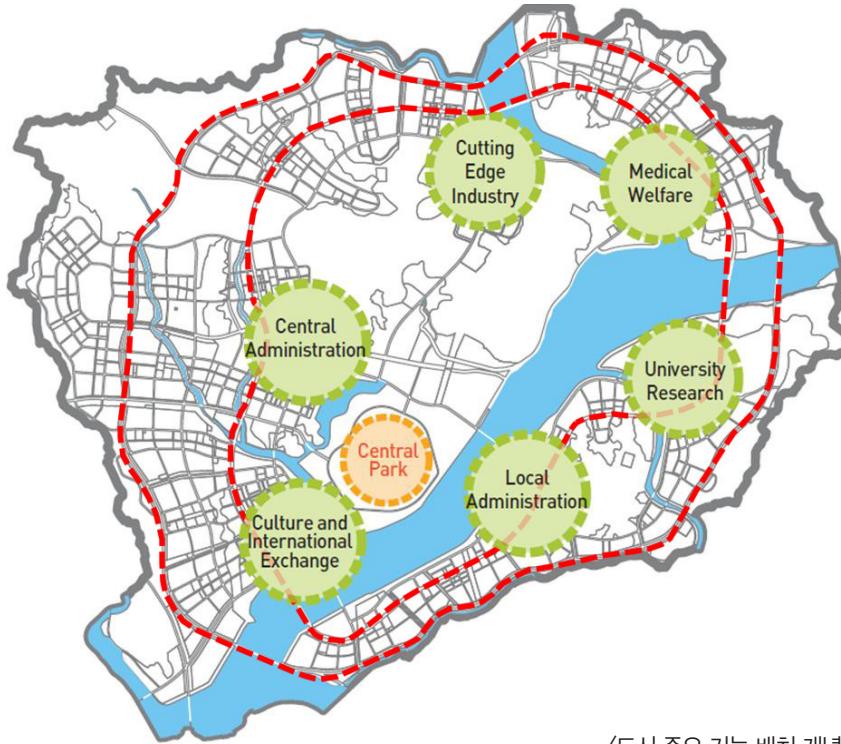 Cutting
Edge
Industry
Medical
Welfare
Central
Administration
University
Research
Central
Park
Local
Administration
Culture and
International
Exchange